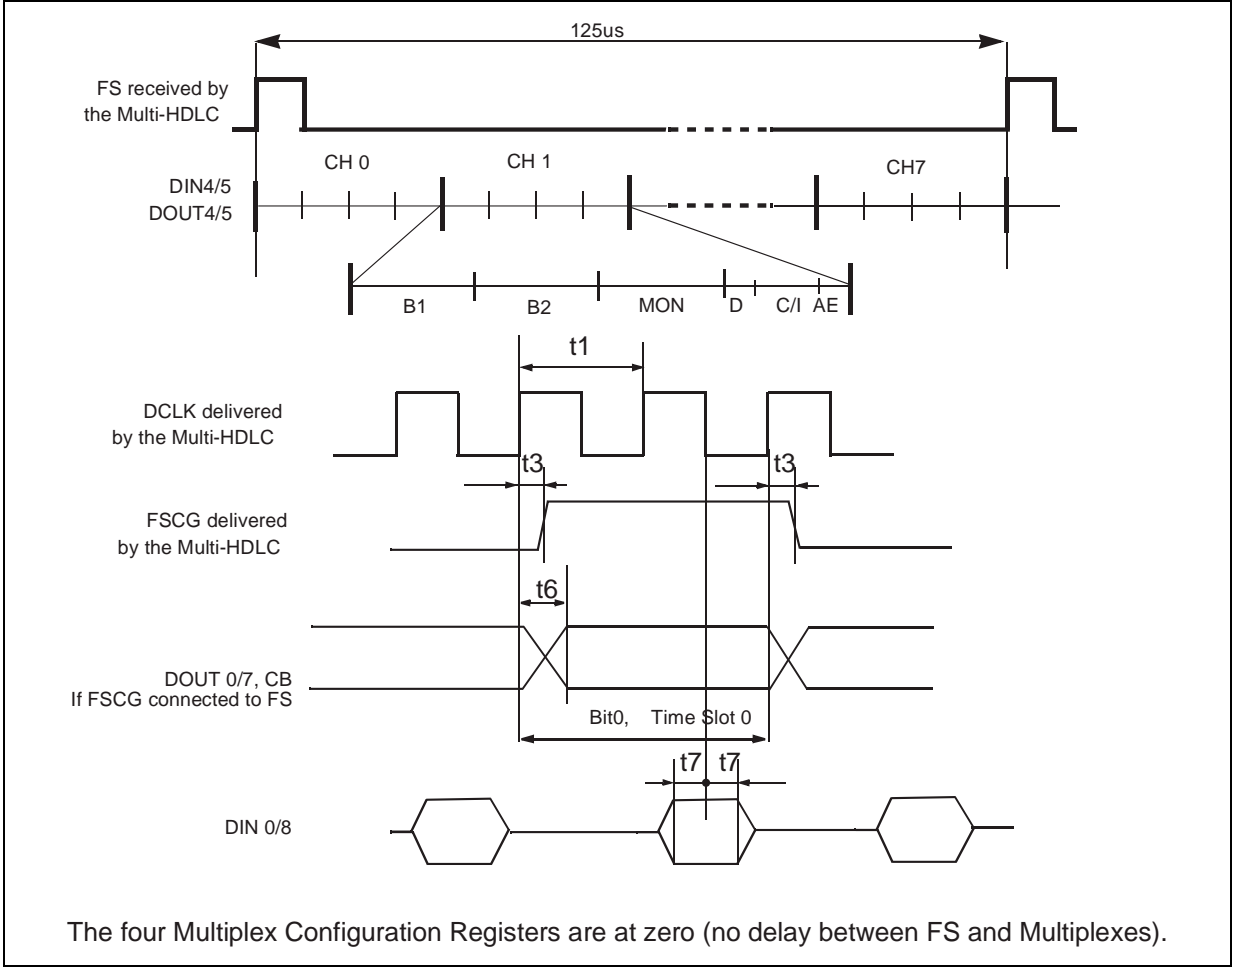 125us
FS received by
the Multi-HDLC
CH 0
CH 1
CH7
DIN4/5
DOUT4/5
B1
B2
MON
D
C/I
AE
t1
DCLK delivered
by the Multi-HDLC
t3
t3
FSCG delivered
by the Multi-HDLC
t6
DOUT 0/7, CB
If FSCG connected to FS
Bit0, Time Slot 0
t7
t7
DIN 0/8
The four Multiplex Configuration Registers are at zero (no delay between FS and Multiplexes).